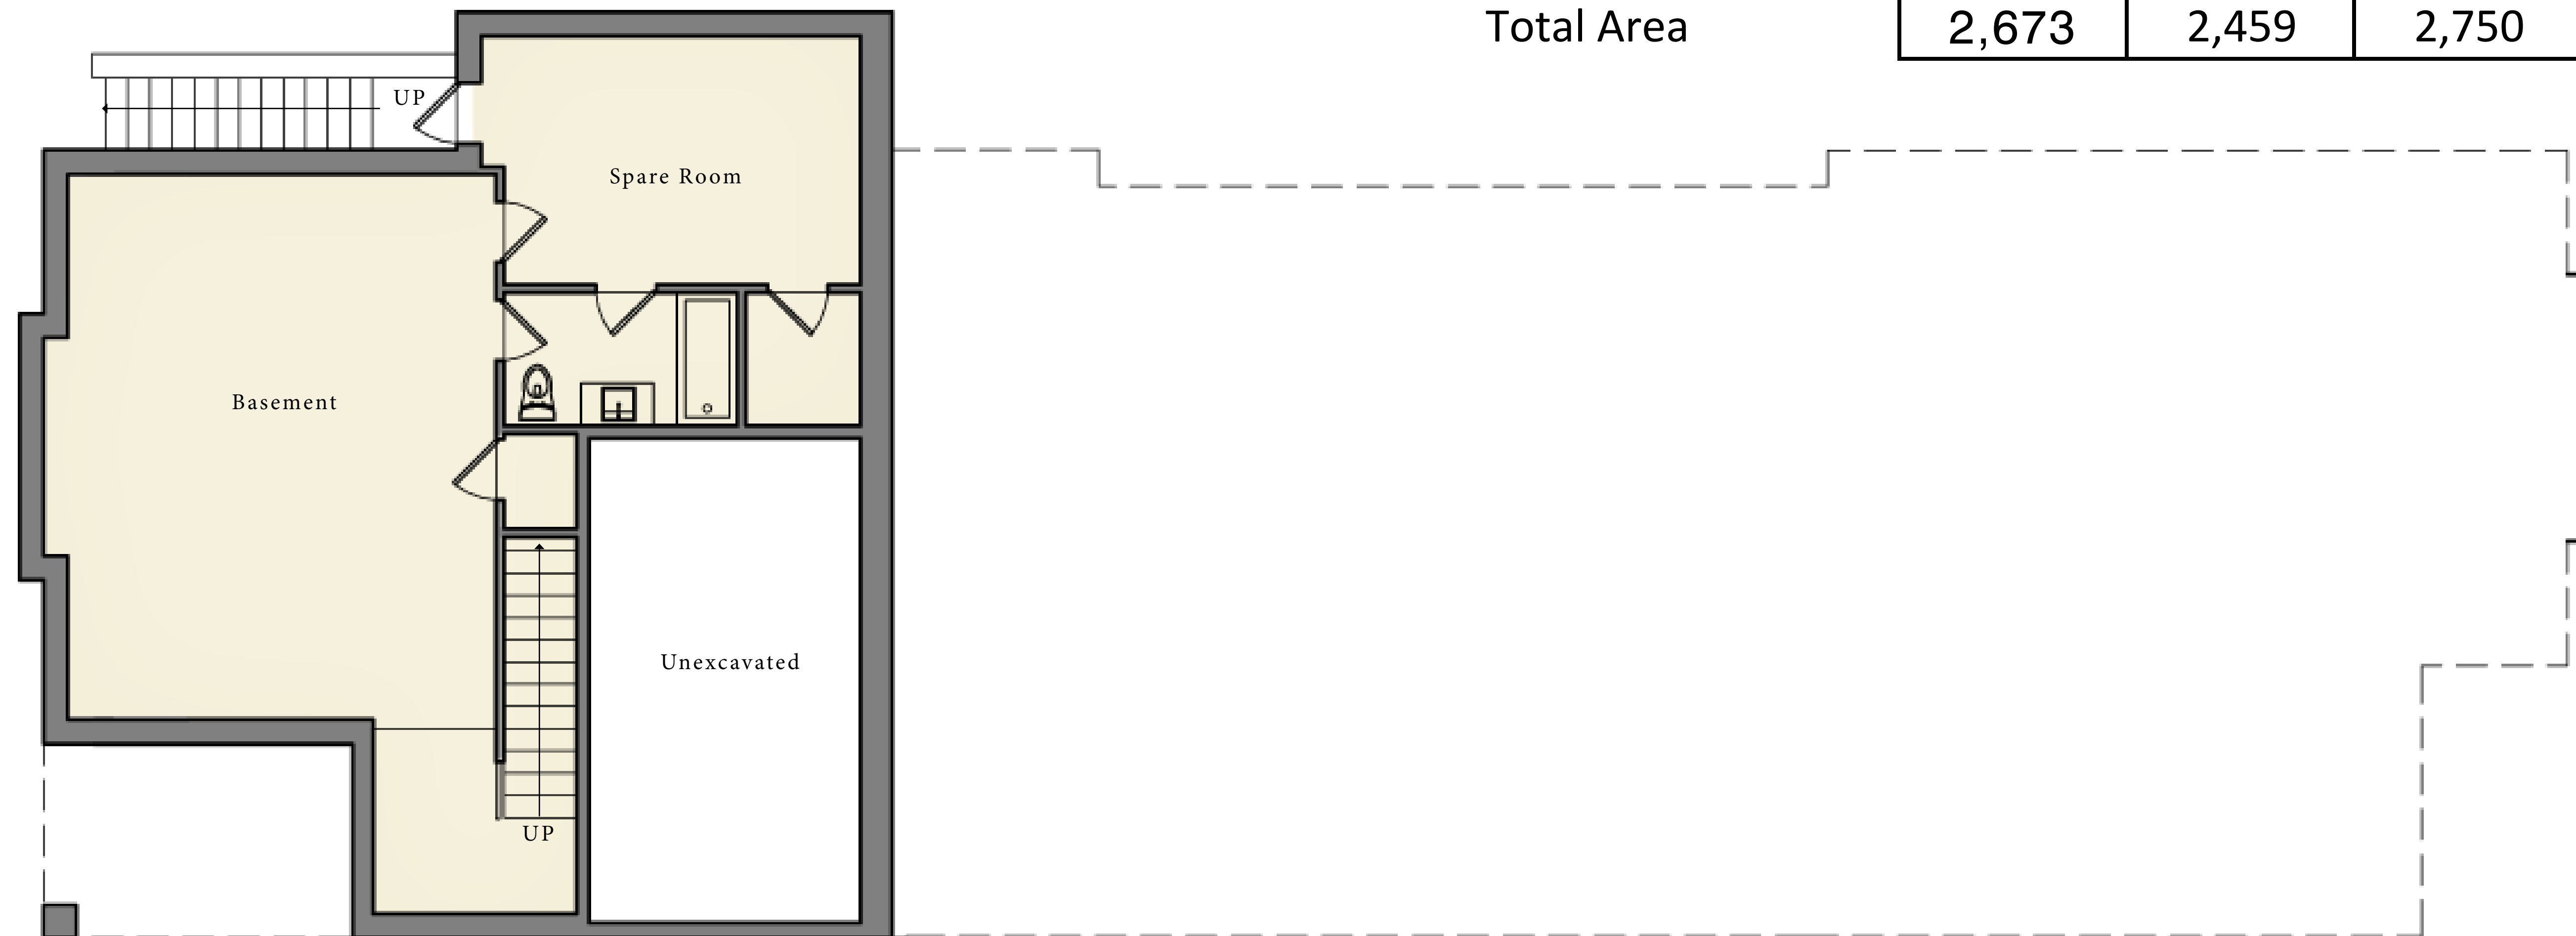 Total Area 2,673 2,459 2,750
UP
Spare Room
Basement
Unexcavated
UP